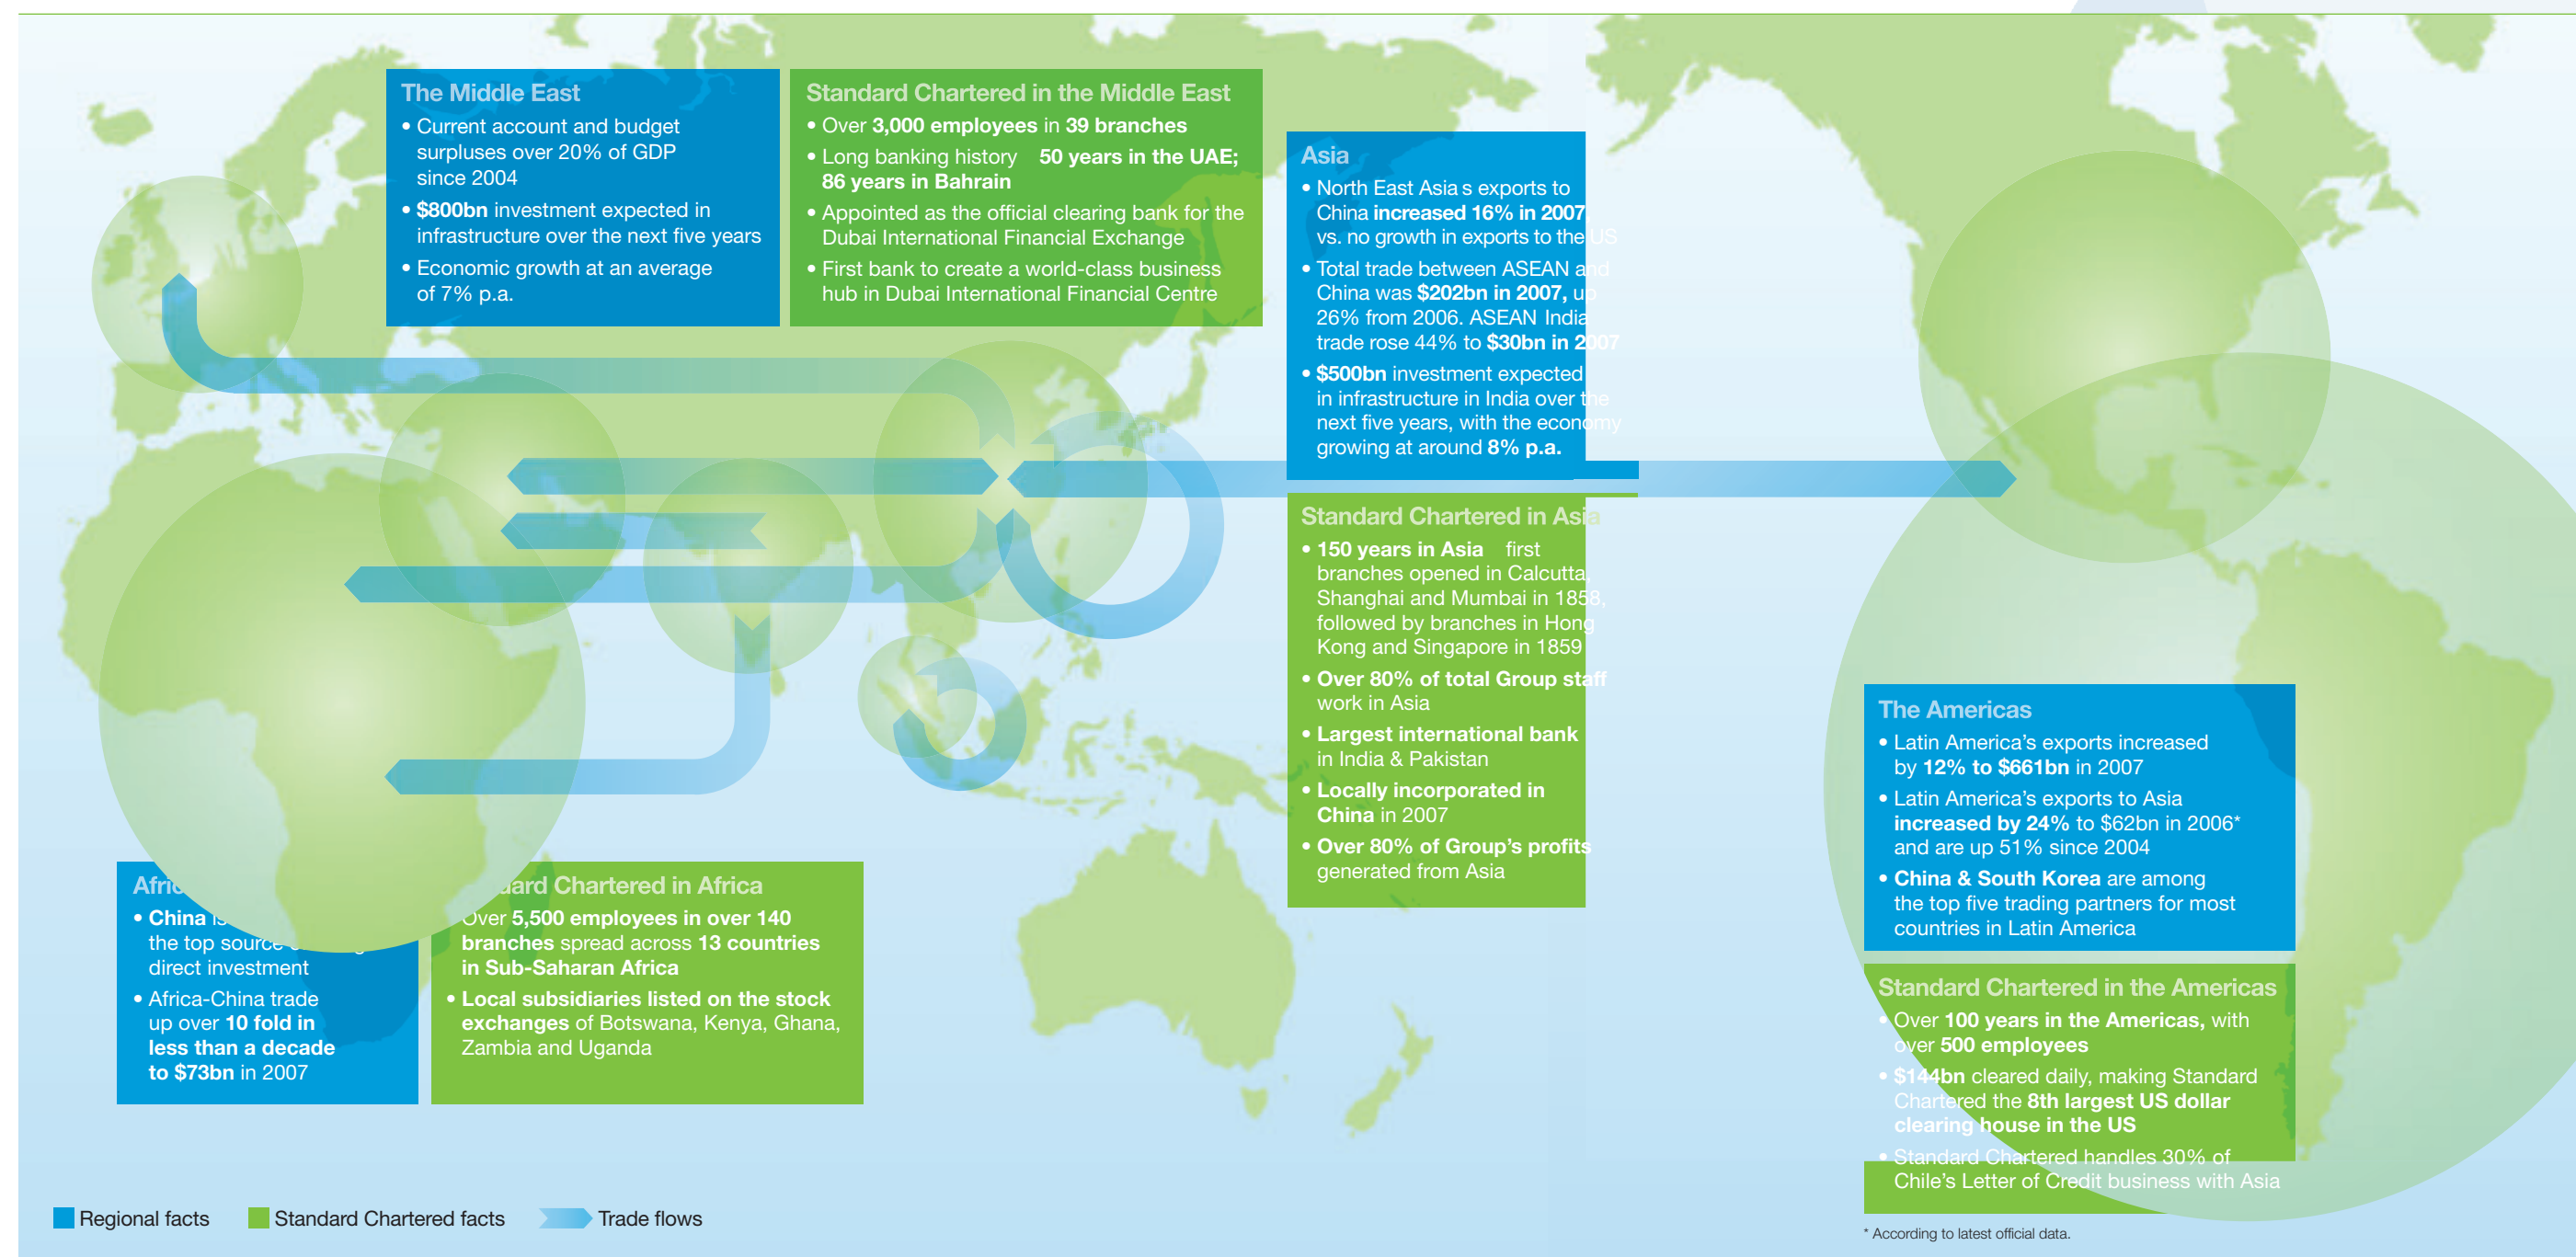 The Middle East
• Current account and budget
surpluses over 20% of GDP
since 2004
• $800bn investment expected in
infrastructure over the next five years
• Economic growth at an average
of 7% p.a.
Standard Chartered in the Middle East
• Over 3,000 employees in 39 branches
• Long banking history 50 years in the UAE;
86 years in Bahrain
• Appointed as the official clearing bank for the
Dubai International Financial Exchange
• First bank to create a world-class business
hub in Dubai International Financial Centre
Asia
• North East Asia s exports to
China increased 16% in 2007,
vs. no growth in exports to the US
• Total trade between ASEAN and
China was $202bn in 2007, up
26% from 2006. ASEAN India
trade rose 44% to $30bn in 2007
• $500bn investment expected
in infrastructure in India over the
next five years, with the economy
growing at around 8% p.a.
Standard Chartered in Asia
• 150 years in Asia first
branches opened in Calcutta,
Shanghai and Mumbai in 1858,
followed by branches in Hong
Kong and Singapore in 1859
• Over 80% of total Group staff
work in Asia
• Largest international bank
in India & Pakistan
• Locally incorporated in
China in 2007
• Over 80% of Group's profits
generated from Asia
The Americas
• Latin America's exports increased
by 12% to $661bn in 2007
• Latin America's exports to Asia
increased by 24% to $62bn in 2006*
and are up 51% since 2004
• China & South Korea are among
the top five trading partners for most
countries in Latin America
Standard Chartered in the Americas
• Over 100 years in the Americas, with
over 500 employees
• $144bn cleared daily, making Standard
Chartered the 8th largest US dollar
clearing house in the US
• Standard Chartered handles 30% of
Chile's Letter of Credit business with Asia
* According to latest official data.
• China
the top source
direct investment
• Africa-China trade
up over 10 fold in
less than a decade
to $73bn in 2007
Chartered in Africa
Over 5,500 employees in over 140
branches spread across 13 countries
in Sub-Saharan Africa
• Local subsidiaries listed on the stock
exchanges of Botswana, Kenya, Ghana,
Zambia and Uganda
Regional facts
Standard Chartered facts
Trade flows